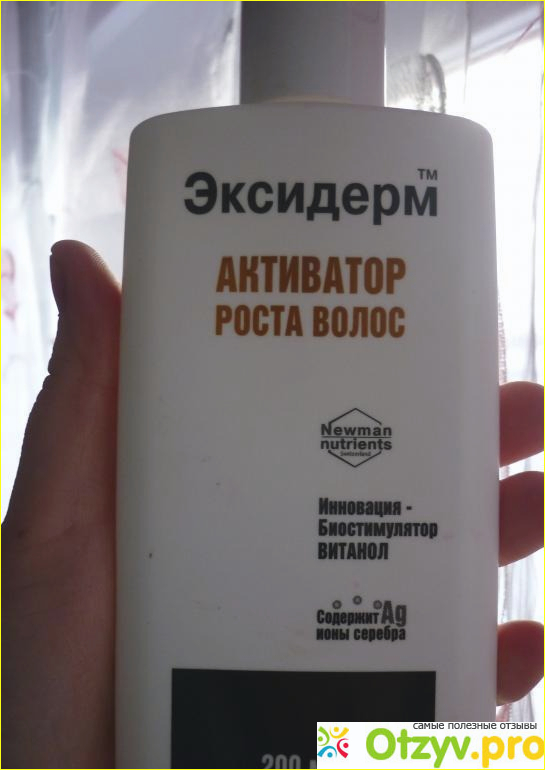 Эксидерм™
АКТИВАТОР
РОСТА ВОЛОС
Newman
nutrients
Switzerland
Инновация -
Биостимулятор
ВИТАНОЛ
Содержит Ag
ионы серебра
200
самые полезные отзывы
Otzyv.pro